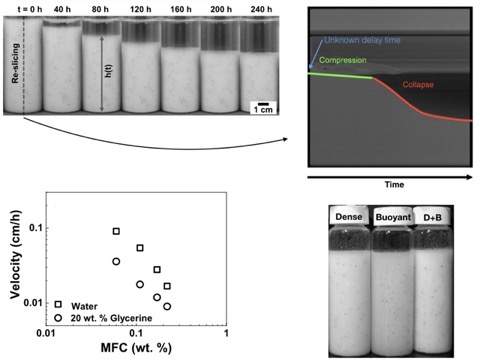 t = 0 h 40 h 80 h 120 h 160 h 200 h 240 h
Re-slicing
h(t)
1 cm
Unknown delay time
Compression
Collapse
Time
Velocity (cm/h)
0.1
0.01
Water
20 wt. % Glycerine
0.01 0.1 1
MFC (wt. %)
Dense Buoyant D+B